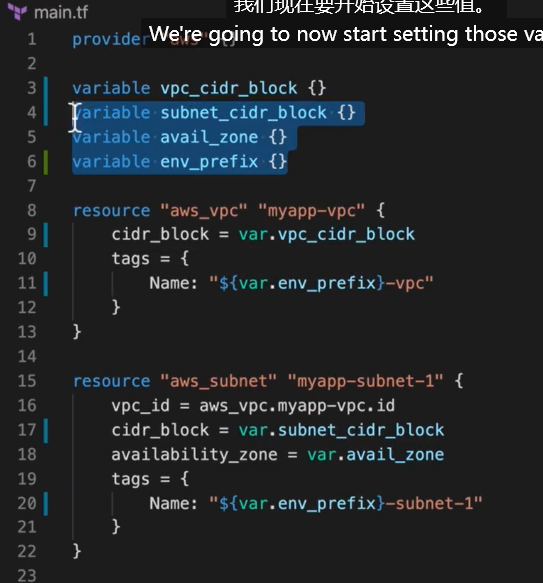 main.tf
我们现在要开始设置这些值。
We're going to now start setting those va
1 provider "aws" {}
2
3 variable vpc_cidr_block {}
4 variable subnet_cidr_block {}
5 variable avail_zone {}
6 variable env_prefix {}
7
8 resource "aws_vpc" "myapp-vpc" {
9 cidr_block = var.vpc_cidr_block
10 tags = {
11 Name: "${var.env_prefix}-vpc"
12 }
13 }
14
15 resource "aws_subnet" "myapp-subnet-1" {
16 vpc_id = aws_vpc.myapp-vpc.id
17 cidr_block = var.subnet_cidr_block
18 availability_zone = var.avail_zone
19 tags = {
20 Name: "${var.env_prefix}-subnet-1"
21 }
22 }
23